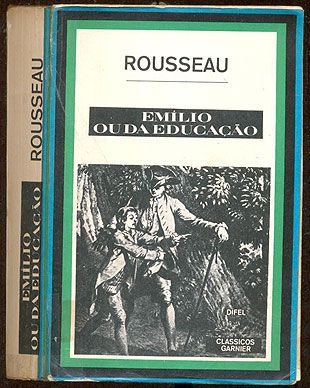 ROUSSEAU
EMÍLIO
OU DA EDUCAÇÃO
DIFEL
CLÁSSICOS
GARNIER
ROUSSEAU
EMÍLIO
OU DA EDUCAÇÃO